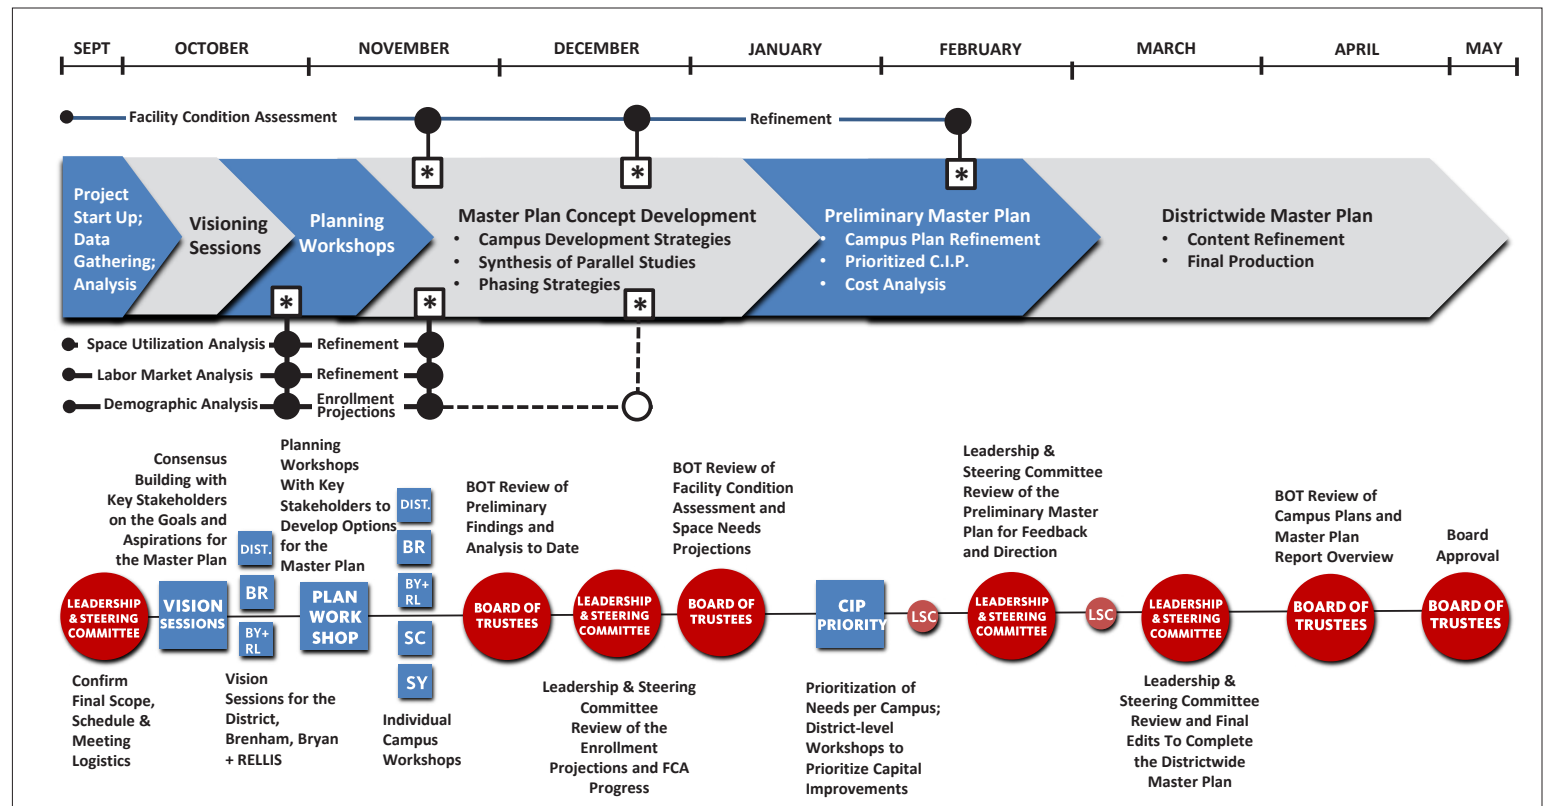 SEPT OCTOBER NOVEMBER DECEMBER JANUARY FEBRUARY MARCH APRIL MAY
Facility Condition Assessment
Refinement
* * *
Project
Start Up;
Data
Gathering;
Analysis
Visioning
Sessions
Planning
Workshops
Master Plan Concept Development
• Campus Development Strategies
• Synthesis of Parallel Studies
• Phasing Strategies
Preliminary Master Plan
• Campus Plan Refinement
• Prioritized C.I.P.
• Cost Analysis
Districtwide Master Plan
• Content Refinement
• Final Production
* * *
Space Utilization Analysis
Refinement
Labor Market Analysis
Refinement
Demographic Analysis
Enrollment
Projections
Consensus
Building with
Key Stakeholders
on the Goals and
Aspirations for
the Master Plan
Planning
Workshops
With Key
Stakeholders to
Develop Options
for the
Master Plan
BOT Review of
Preliminary
Findings and
Analysis to Date
BOT Review of
Facility Condition
Assessment and
Space Needs
Projections
Leadership &
Steering Committee
Review of the
Preliminary Master
Plan for Feedback
and Direction
BOT Review of
Campus Plans and
Master Plan
Report Overview
Board
Approval
LEADERSHIP
& STEERING
COMMITTEE
VISION
SESSIONS
DIST.
BR
BY+
RL
PLAN
WORK
SHOP
DIST.
BR
BY+
RL
SC
SY
BOARD OF
TRUSTEES
LEADERSHIP
& STEERING
COMMITTEE
BOARD OF
TRUSTEES
CIP
PRIORITY
LSC
LEADERSHIP
& STEERING
COMMITTEE
LSC
LEADERSHIP
& STEERING
COMMITTEE
BOARD OF
TRUSTEES
BOARD OF
TRUSTEES
Confirm
Final Scope,
Schedule &
Meeting
Logistics
Vision
Sessions for the
District,
Brenham, Bryan
+ RELLIS
Individual
Campus
Workshops
Leadership & Steering
Committee
Review of the
Enrollment
Projections and FCA
Progress
Prioritization of
Needs per Campus;
District-level
Workshops to
Prioritize Capital
Improvements
Leadership &
Steering Committee
Review and Final
Edits To Complete
the Districtwide
Master Plan